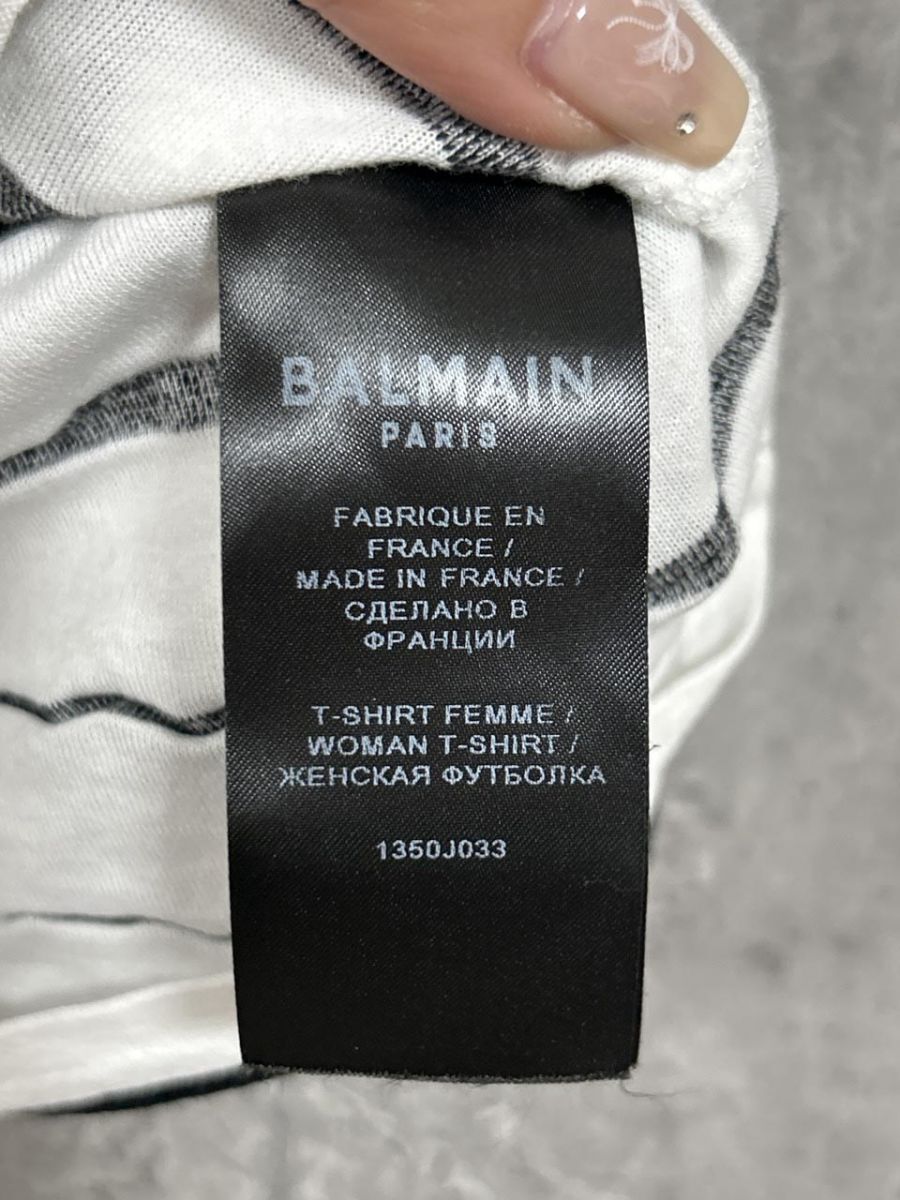 BALMAIN
PARIS
FABRIQUE EN
FRANCE /
MADE IN FRANCE /
СДЕЛАНО В
ФРАНЦИИ
T-SHIRT FEMME /
WOMAN T-SHIRT /
ЖЕНСКАЯ ФУТБОЛКА
1350J033